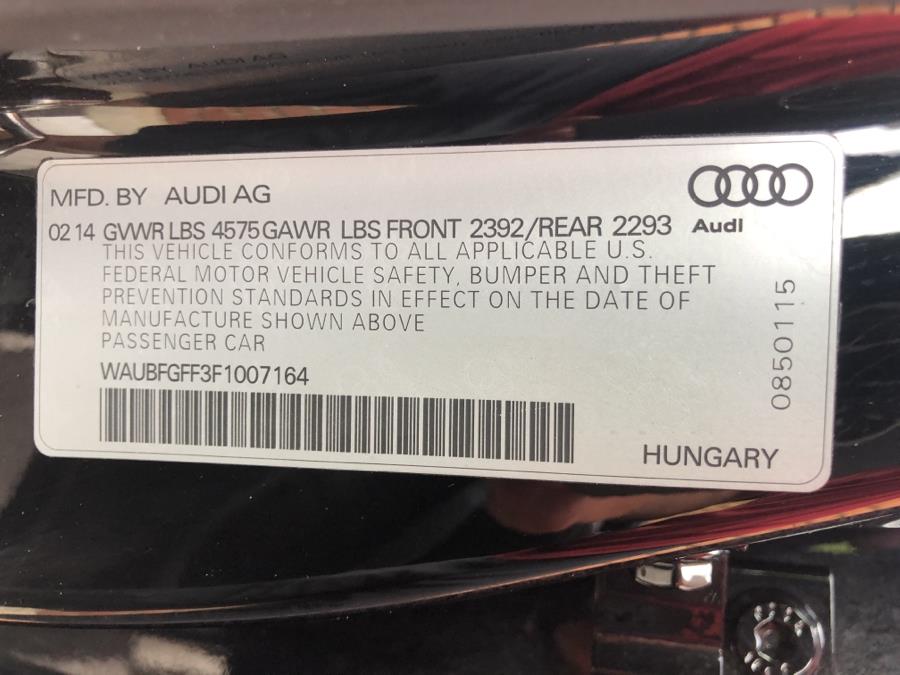 MFD. BY AUDI AG
Audi
02 14 GVWR LBS 4575 GAWR LBS FRONT 2392/REAR 2293
THIS VEHICLE CONFORMS TO ALL APPLICABLE U.S.
FEDERAL MOTOR VEHICLE SAFETY, BUMPER AND THEFT
PREVENTION STANDARDS IN EFFECT ON THE DATE OF
MANUFACTURE SHOWN ABOVE
PASSENGER CAR
WAUBFGFF3F1007164
0850115
HUNGARY